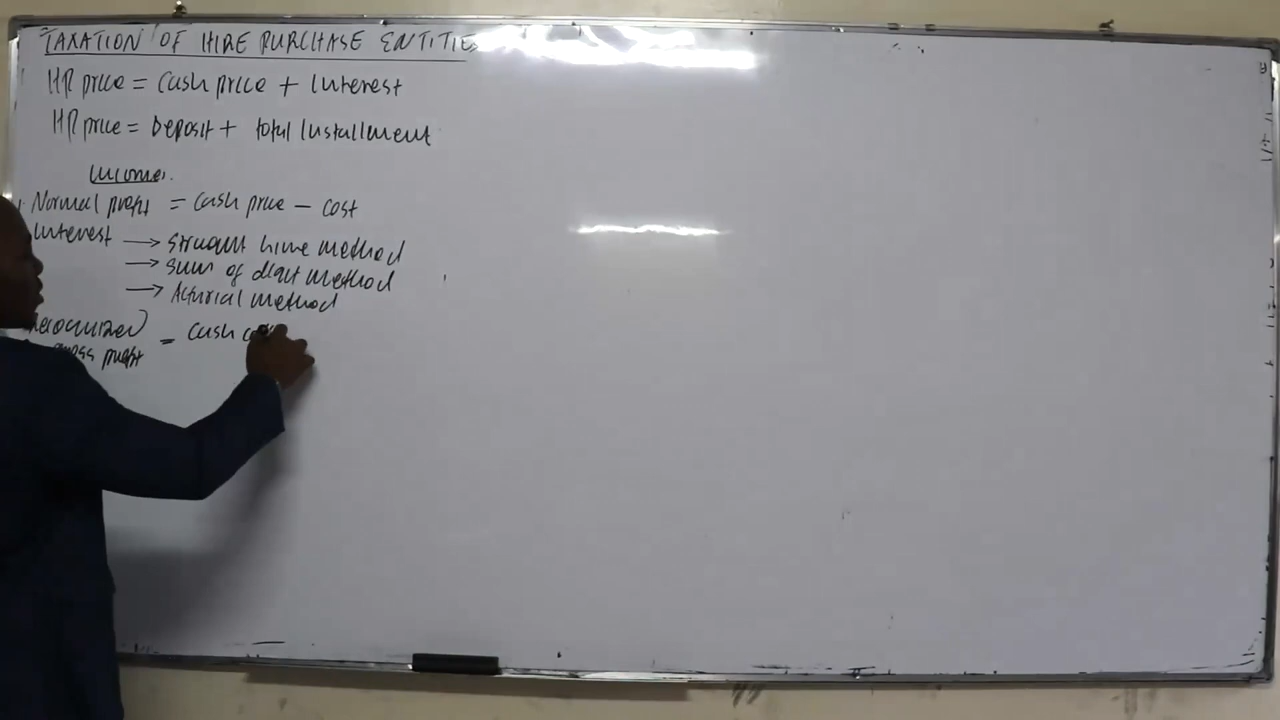 TAXATION OF HIRE PURCHASE ENTITIES
HP price = Cash price + Interest
HP price = Deposit + total Installment
Income.
Normal profit = Cash price - cost
Interest → Straight line method
→ Sum of digit method
→ Acturial method
Recognized = cash
gross profit